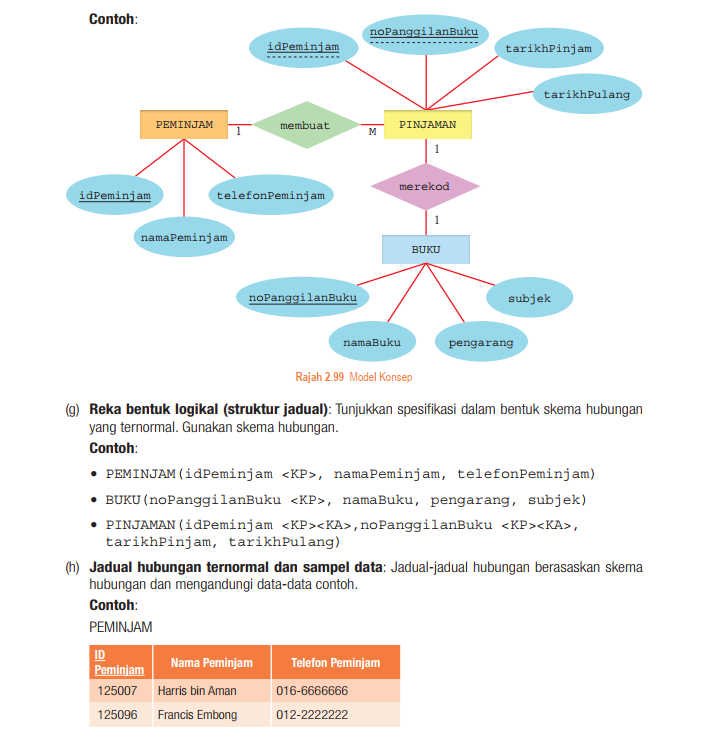 Contoh:
idPeminjam
noPanggilanBuku
tarikhPinjam
tarikhPulang
PEMINJAM
1
membuat
M
PINJAMAN
1
merekod
1
BUKU
idPeminjam
namaPeminjam
telefonPeminjam
noPanggilanBuku
namaBuku
pengarang
subjek
Rajah 2.99 Model Konsep
(g) Reka bentuk logikal (struktur jadual): Tunjukkan spesifikasi dalam bentuk skema hubungan
yang ternormal. Gunakan skema hubungan.
Contoh:
• PEMINJAM(idPeminjam <KP>, namaPeminjam, telefonPeminjam)
• BUKU(noPanggilanBuku <KP>, namaBuku, pengarang, subjek)
• PINJAMAN(idPeminjam <KP><KA>,noPanggilanBuku <KP><KA>,
tarikhPinjam, tarikhPulang)
(h) Jadual hubungan ternormal dan sampel data: Jadual-jadual hubungan berasaskan skema
hubungan dan mengandungi data-data contoh.
Contoh:
PEMINJAM
ID
Peminjam Nama Peminjam Telefon Peminjam
125007 Harris bin Aman 016-6666666
125096 Francis Embong 012-2222222